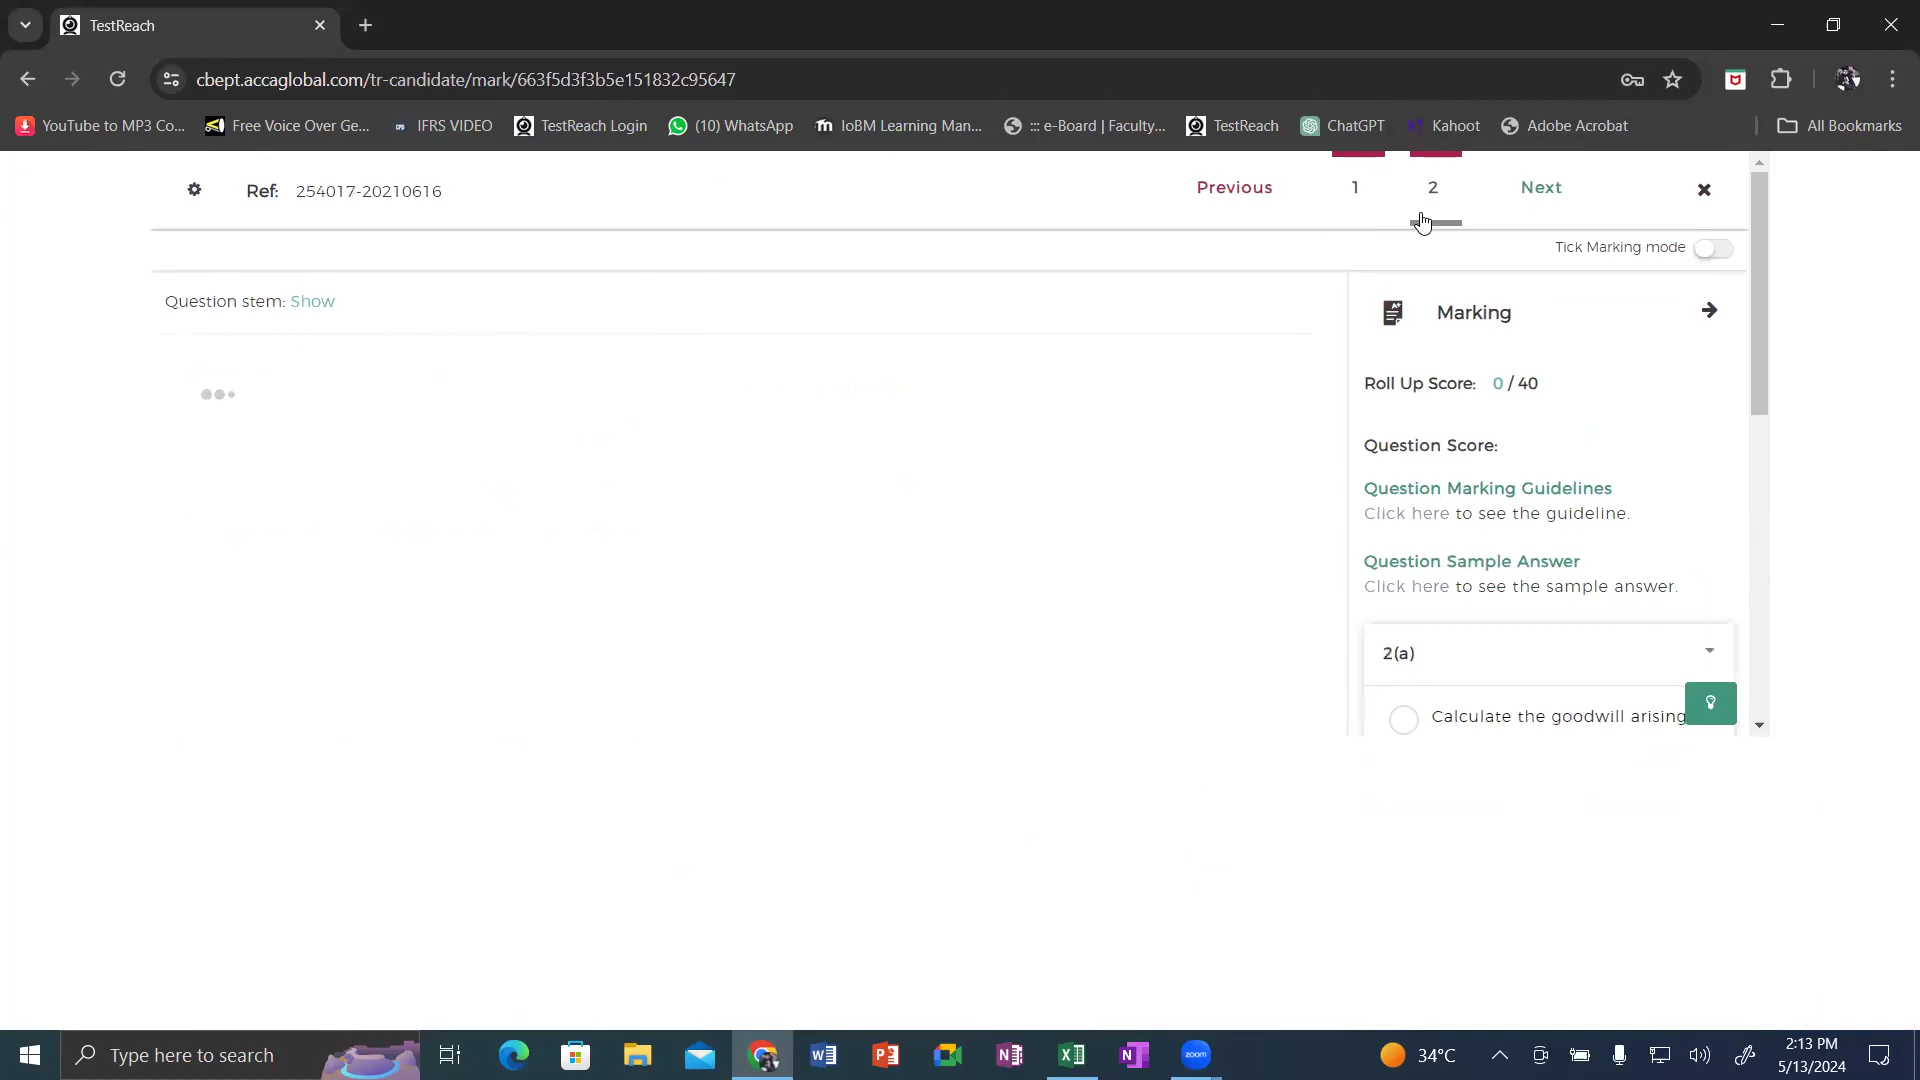 TestReach
cbept.accaglobal.com/tr-candidate/mark/663f5d3f3b5e151832c95647
YouTube to MP3 Co... Free Voice Over Ge... IFRS VIDEO TestReach Login (10) WhatsApp IoBM Learning Man... ::: e-Board | Faculty... TestReach ChatGPT Kahoot Adobe Acrobat All Bookmarks
Ref: 254017-20210616 Previous 1 2 Next
Tick Marking mode
Question stem: Show
Marking
Roll Up Score: 0 / 40
Question Score:
Question Marking Guidelines
Click here to see the guideline.
Question Sample Answer
Click here to see the sample answer.
2(a)
Calculate the goodwill arising
Type here to search
zoom
34°C
2:13 PM
5/13/2024